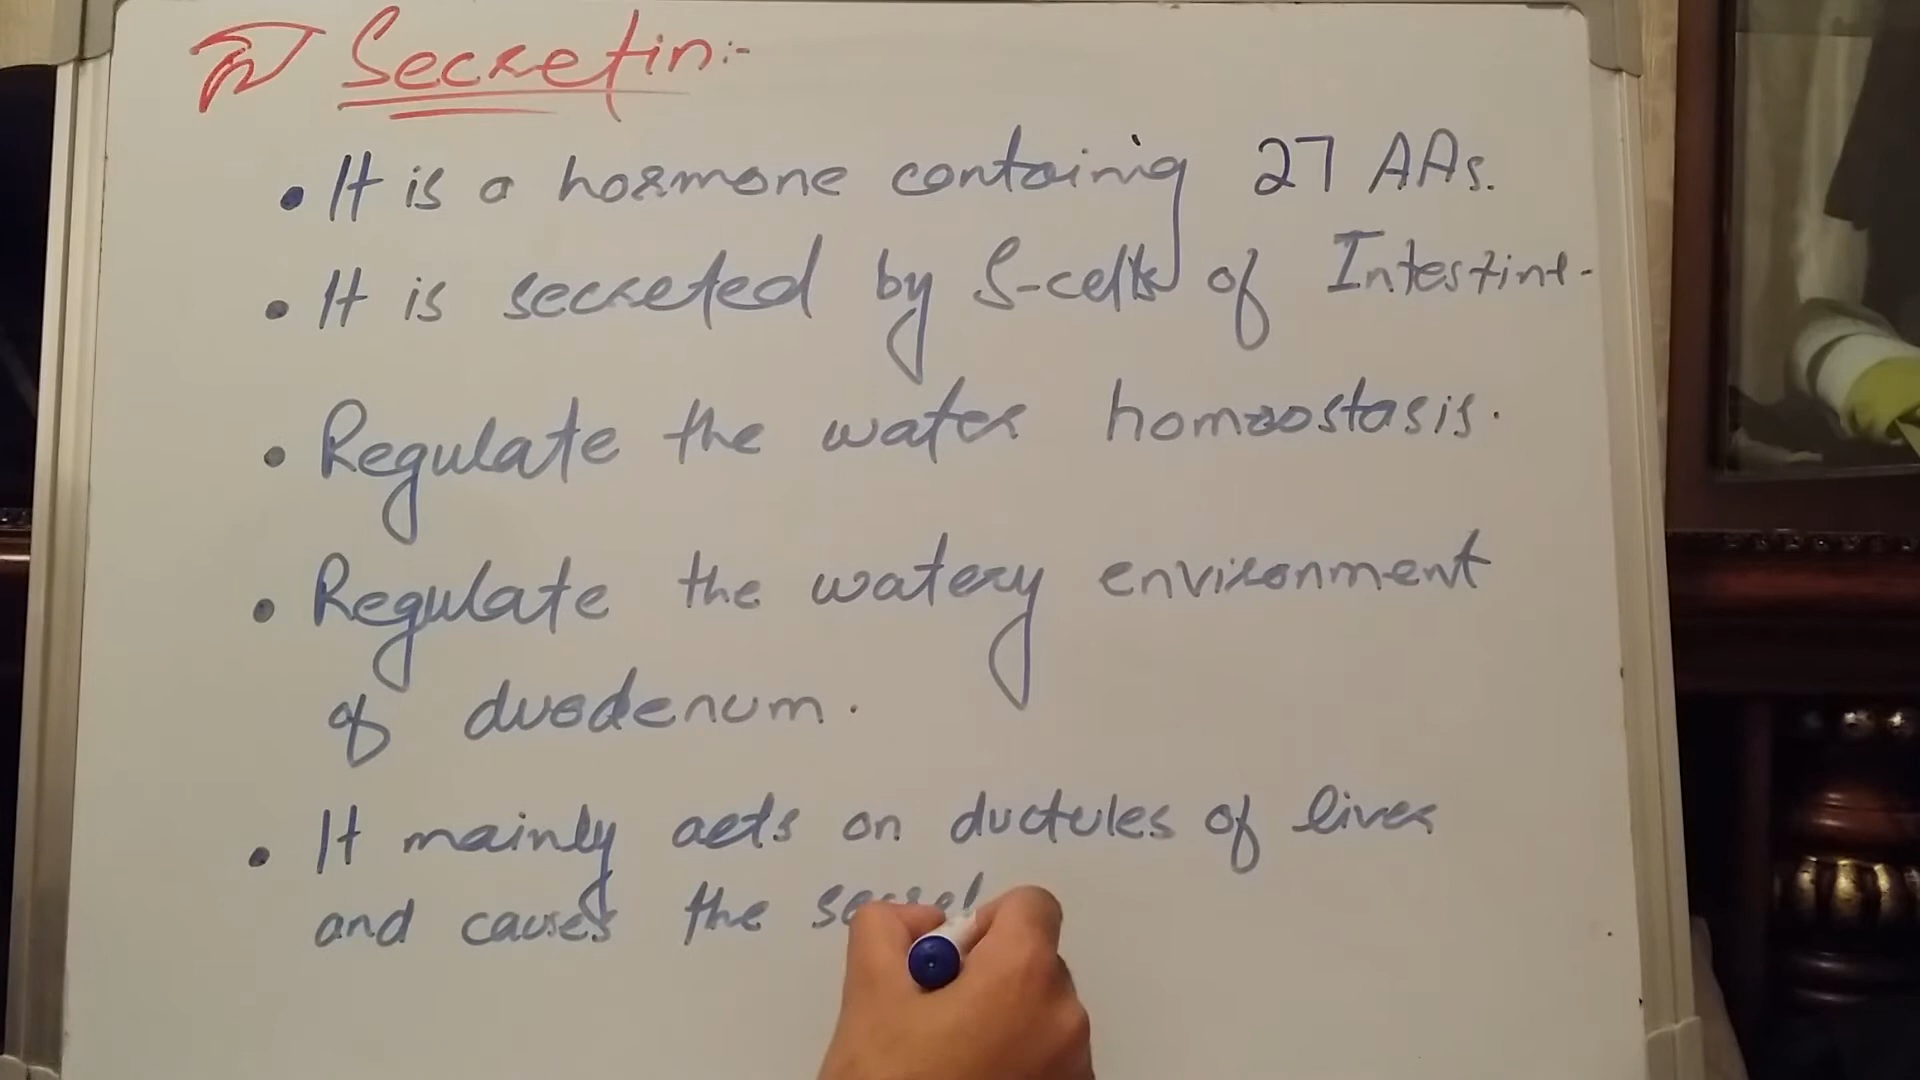 Secretin:-
• It is a hormone containing 27 AAs.
• It is secreted by S-cells of Intestine.
• Regulate the water homeostasis.
• Regulate the watery environment
of duodenum.
• It mainly acts on ductules of liver
and causes the